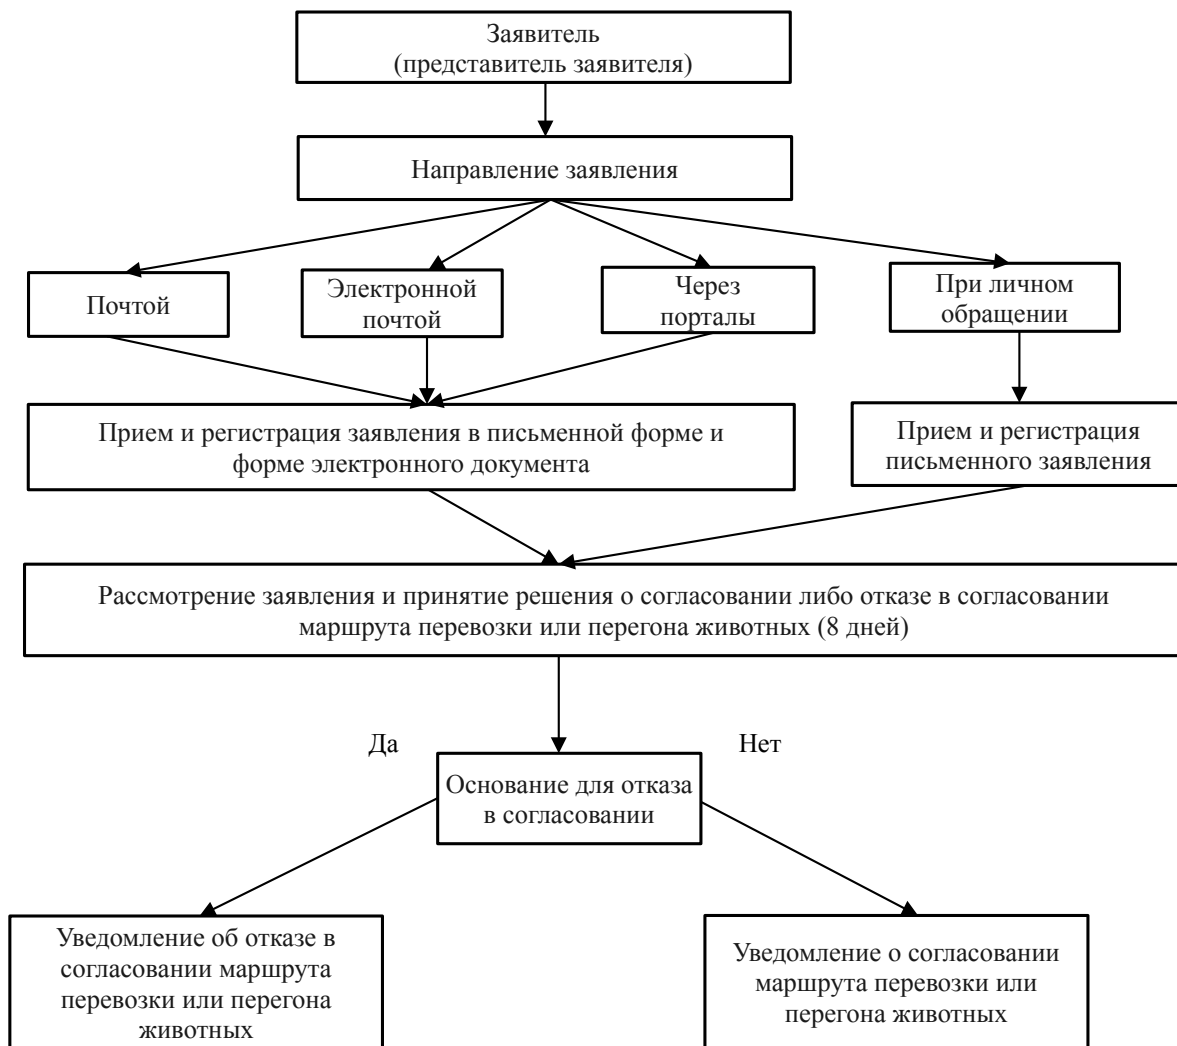 Заявитель
(представитель заявителя)
Направление заявления
Почтой
Электронной
почтой
Через
порталы
При личном
обращении
Прием и регистрация заявления в письменной форме и
форме электронного документа
Прием и регистрация
письменного заявления
Рассмотрение заявления и принятие решения о согласовании либо отказе в согласовании
маршрута перевозки или перегона животных (8 дней)
Да
Нет
Основание для отказа
в согласовании
Уведомление об отказе в
согласовании маршрута
перевозки или перегона
животных
Уведомление о согласовании
маршрута перевозки или
перегона животных